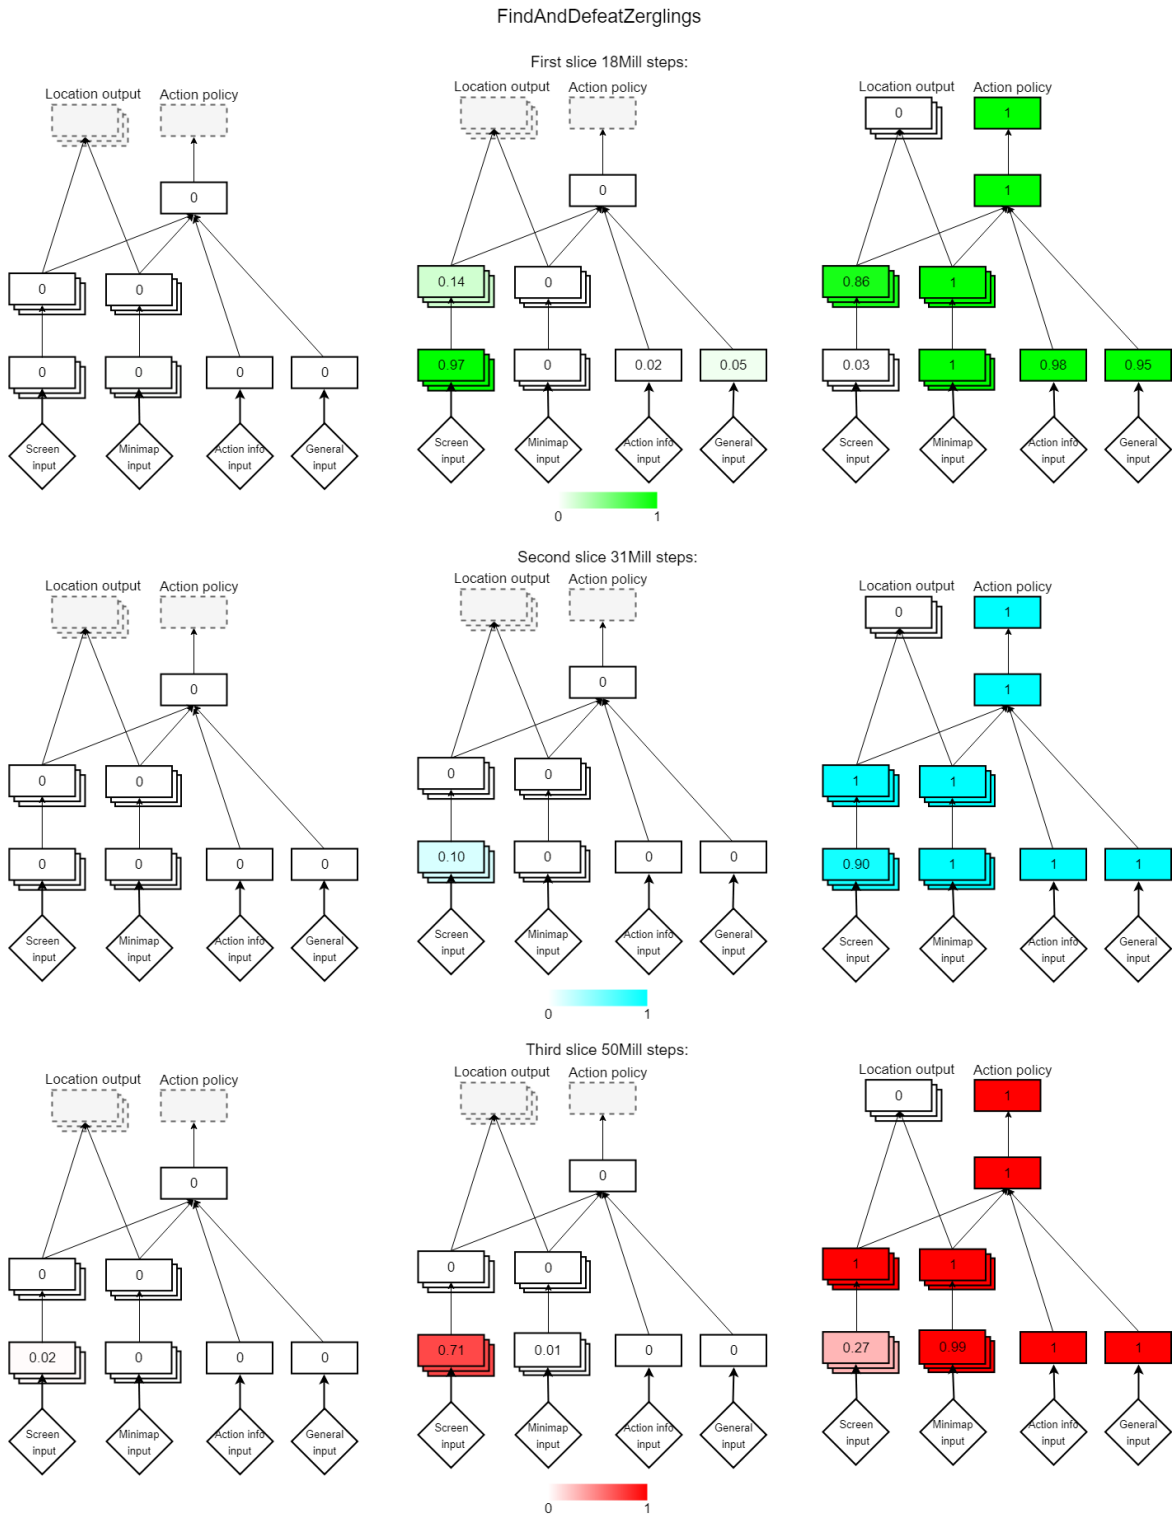 FindAndDefeatZerglings
First slice 18Mill steps:
Location output Action policy Location output Action policy Location output Action policy
0 1
0 0 1
0 0 0.14 0 0.86 1
0 0 0 0 0.97 0 0.02 0.05 0.03 1 0.98 0.95
Screen input Minimap input Action info input General input Screen input Minimap input Action info input General input Screen input Minimap input Action info input General input
0 1
Second slice 31Mill steps:
Location output Action policy Location output Action policy Location output Action policy
0 1
0 0 1
0 0 0 0 1 1
0 0 0 0 0.10 0 0 0 0.90 1 1 1
Screen input Minimap input Action info input General input Screen input Minimap input Action info input General input Screen input Minimap input Action info input General input
0 1
Third slice 50Mill steps:
Location output Action policy Location output Action policy Location output Action policy
0 1
0 0 1
0 0 0 0 1 1
0.02 0 0 0 0.71 0.01 0 0 0.27 0.99 1 1
Screen input Minimap input Action info input General input Screen input Minimap input Action info input General input Screen input Minimap input Action info input General input
0 1